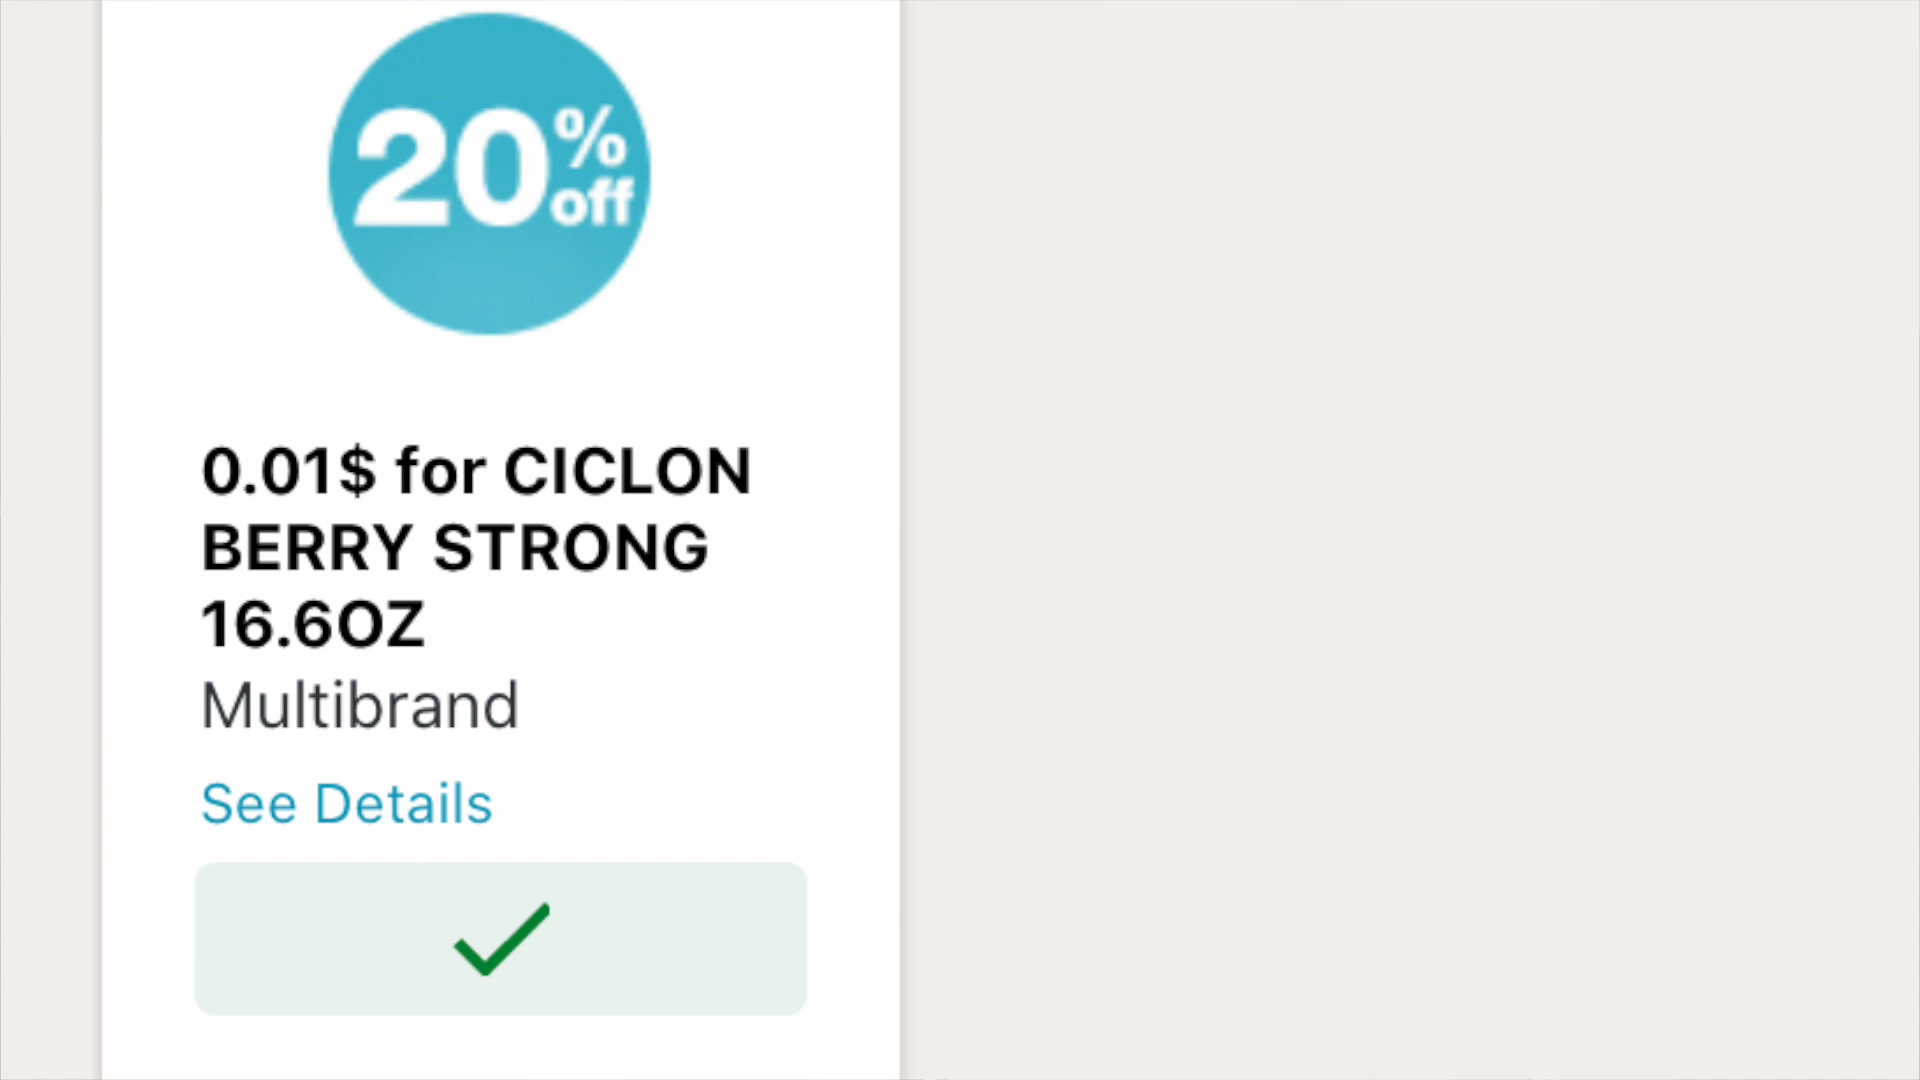 20% off
0.01$ for CICLON
BERRY STRONG
16.6OZ
Multibrand
See Details